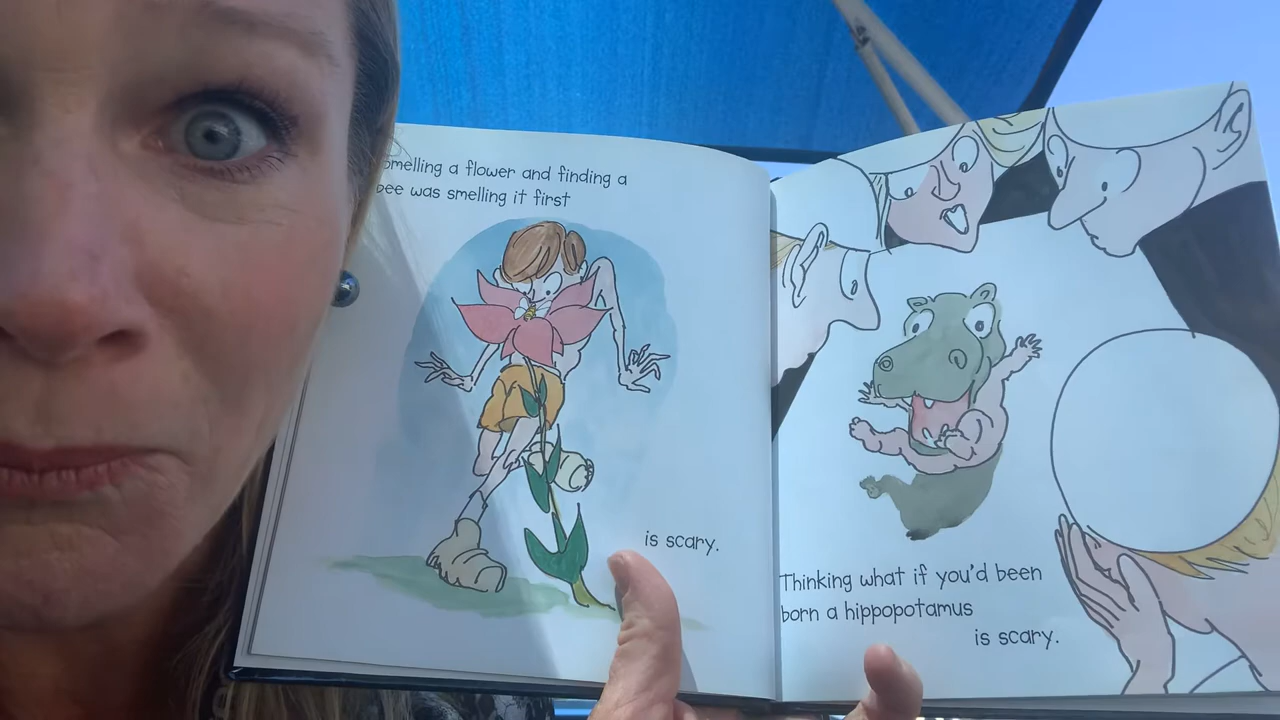 Smelling a flower and finding a
bee was smelling it first
is scary.
Thinking what if you'd been
born a hippopotamus
is scary.